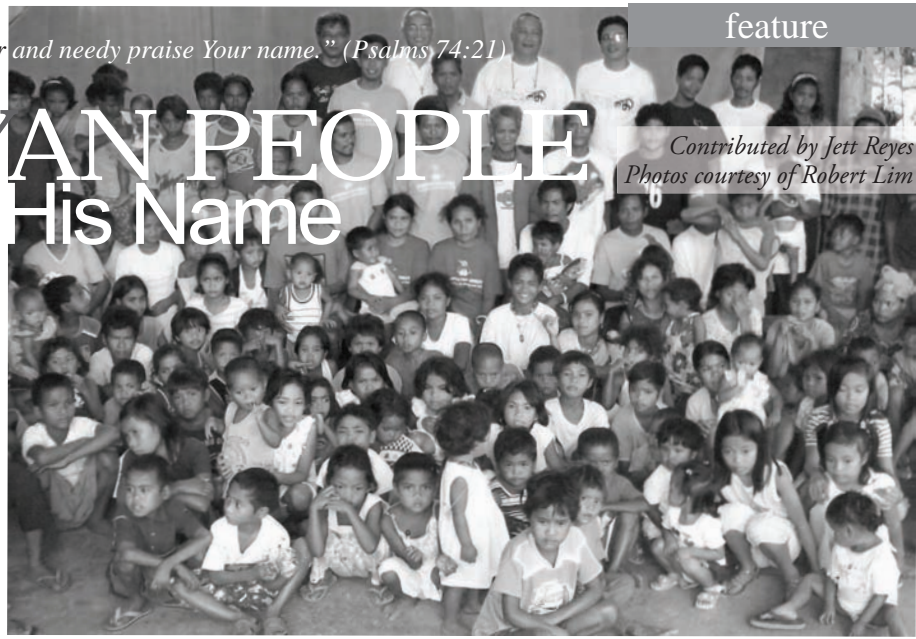 feature
and needy praise Your name.” (Psalms 74:21)
AN PEOPLE
His Name
Contributed by Jett Reyes
Photos courtesy of Robert Lim